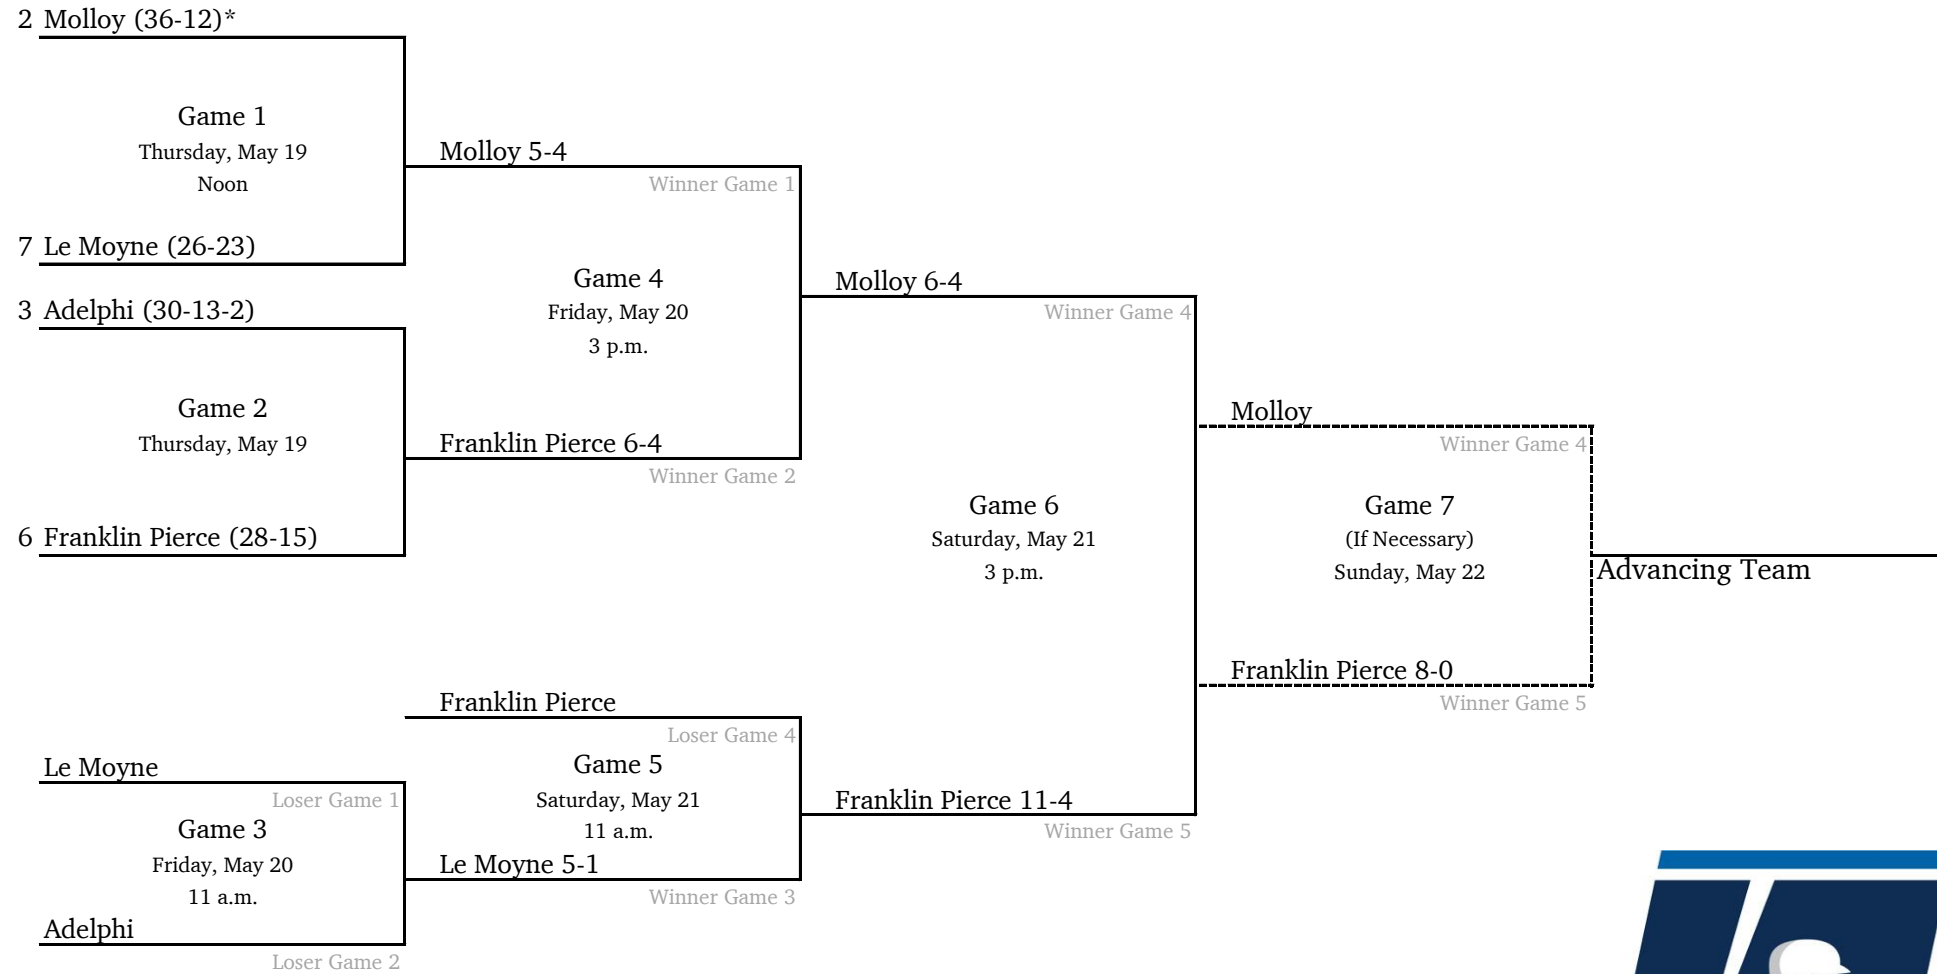 2 Molloy (36-12)*
Game 1
Thursday, May 19
Noon
Molloy 5-4
Winner Game 1
7 Le Moyne (26-23)
Game 4
Friday, May 20
3 p.m.
Molloy 6-4
Winner Game 4
3 Adelphi (30-13-2)
Game 2
Thursday, May 19
Franklin Pierce 6-4
Winner Game 2
Molloy
Winner Game 4
6 Franklin Pierce (28-15)
Game 6
Saturday, May 21
3 p.m.
Game 7
(If Necessary)
Sunday, May 22
Advancing Team
Franklin Pierce 8-0
Winner Game 5
Franklin Pierce
Loser Game 4
Le Moyne
Loser Game 1
Game 5
Saturday, May 21
11 a.m.
Franklin Pierce 11-4
Winner Game 5
Game 3
Friday, May 20
11 a.m.
Le Moyne 5-1
Winner Game 3
Adelphi
Loser Game 2